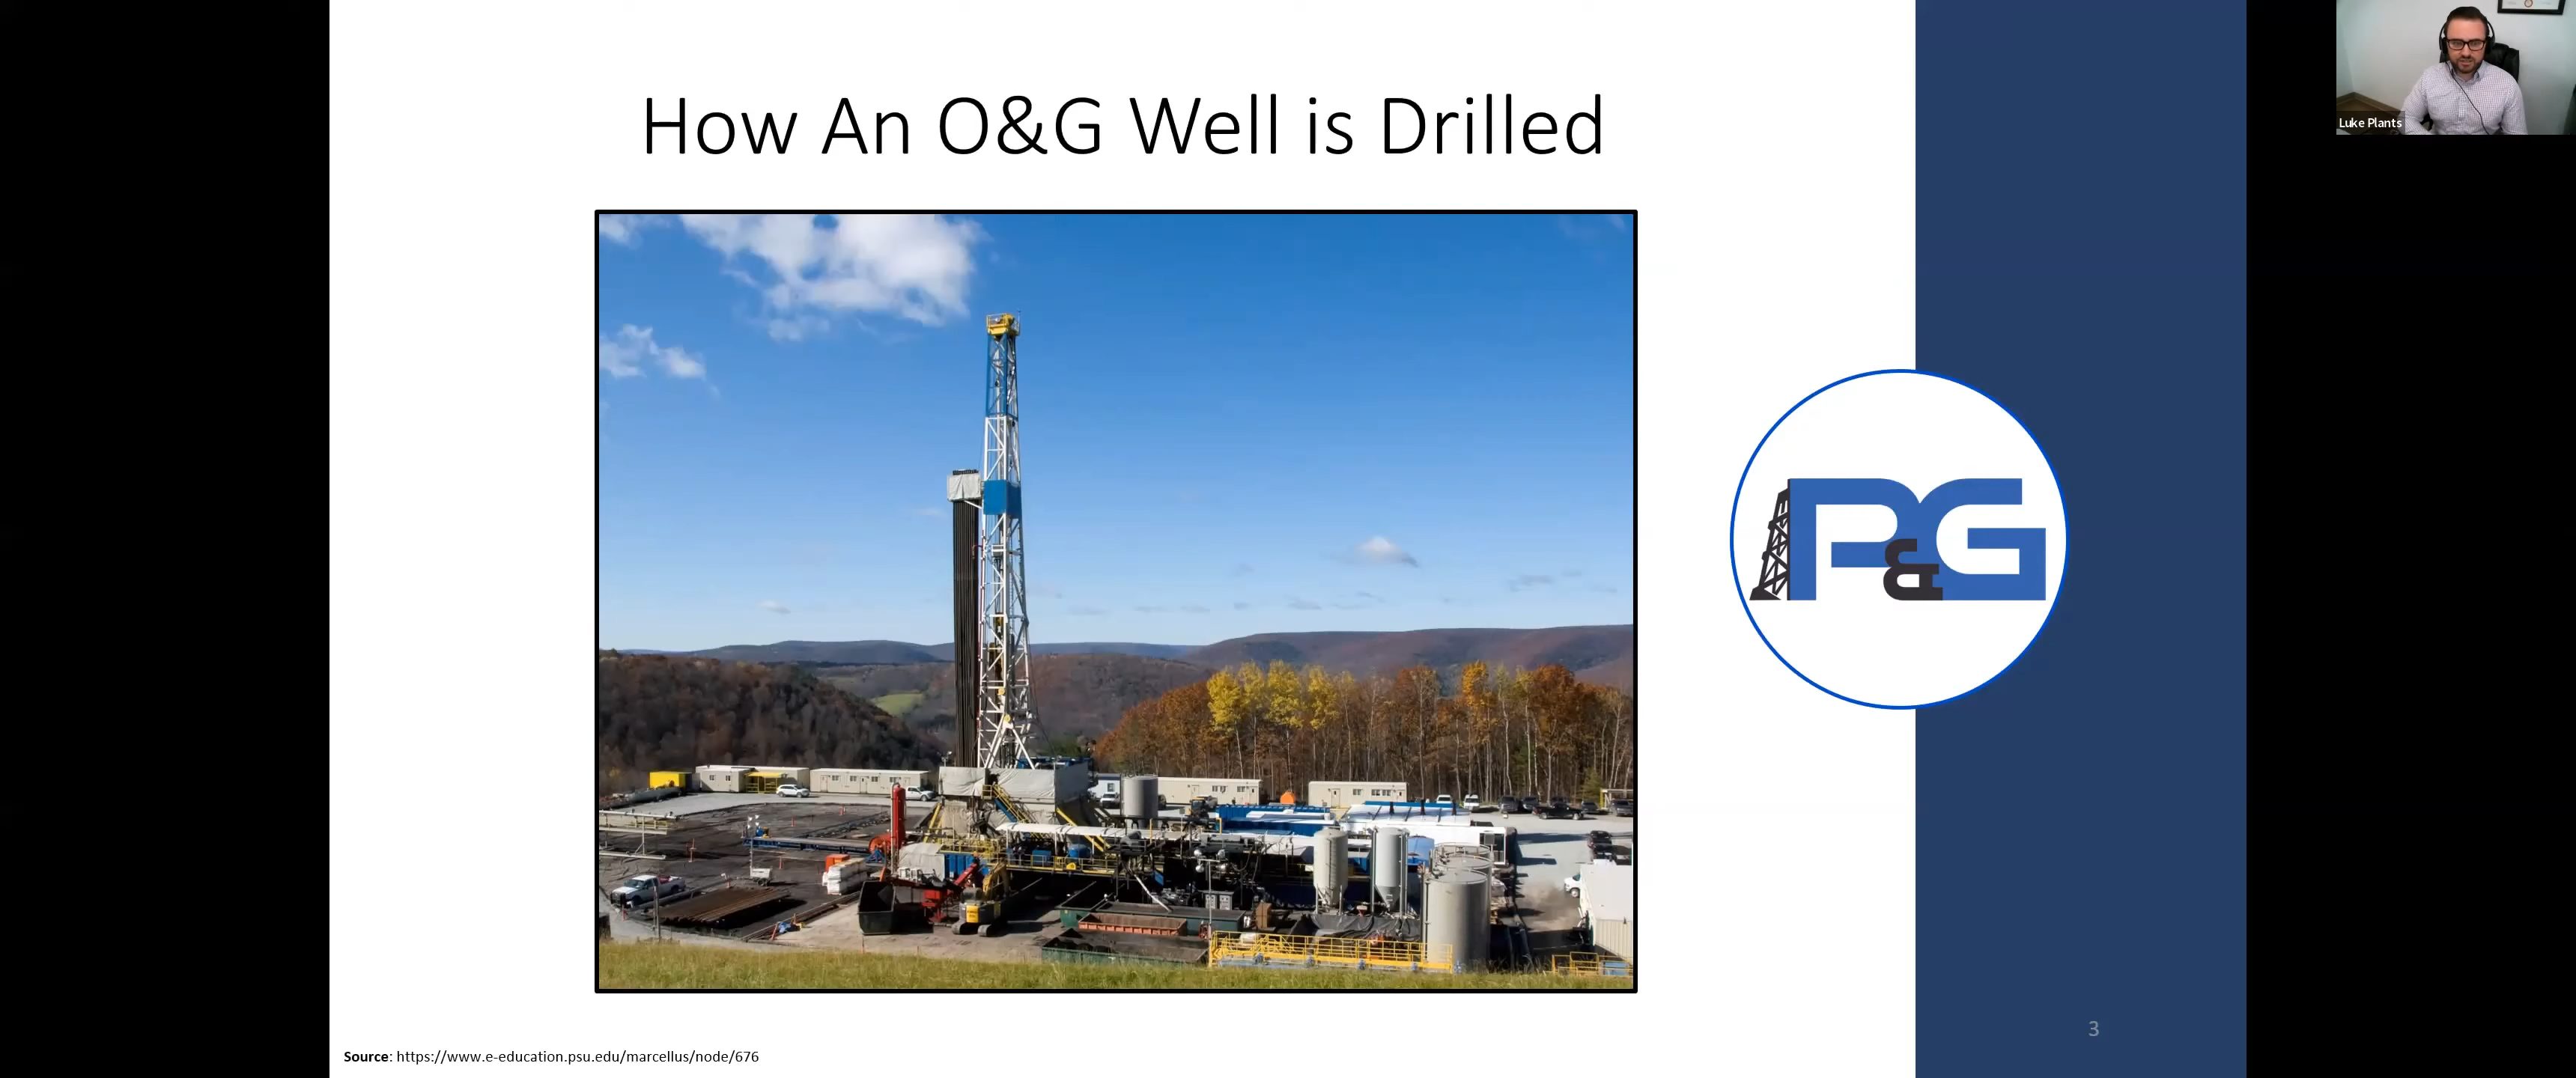 How An O&G Well is Drilled
Luke Plants
P&G
3
Source: https://www.e-education.psu.edu/marcellus/node/676